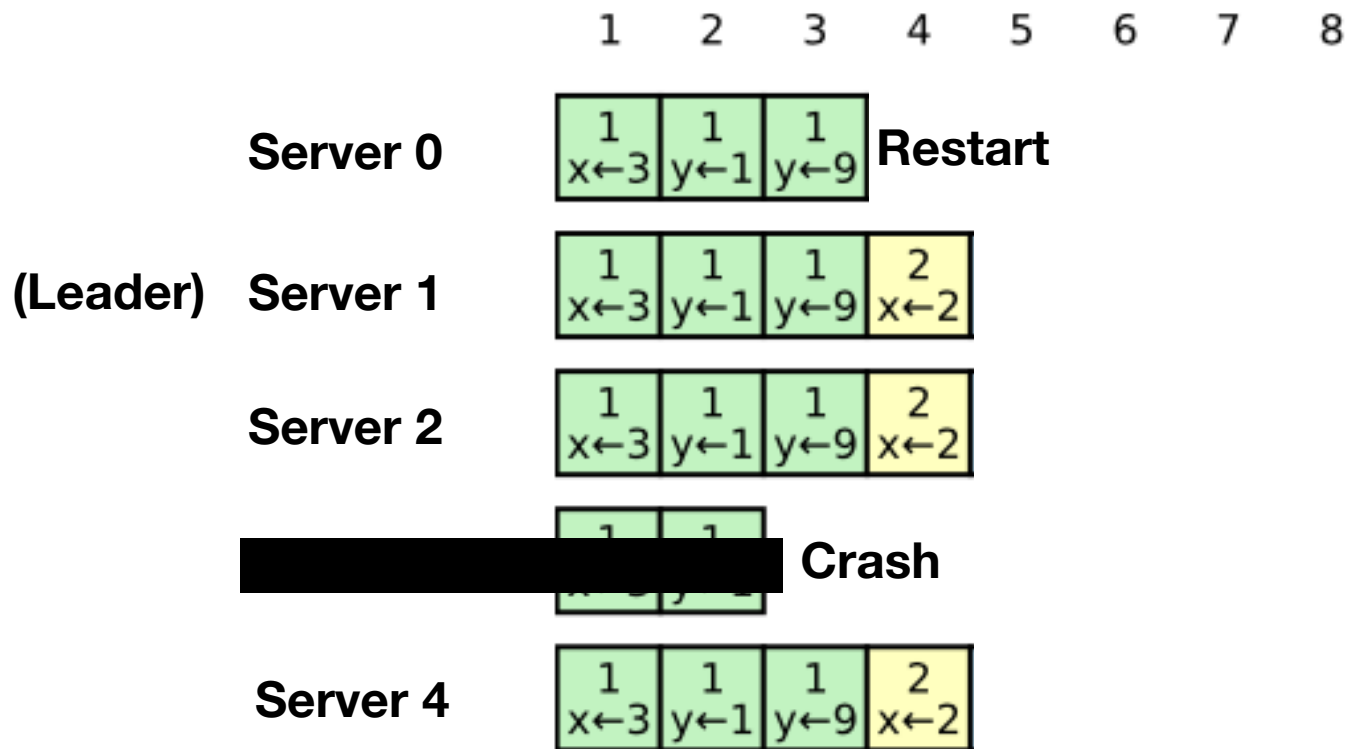 1 2 3 4 5 6 7 8
Server 0
1 1 1
x←3 y←1 y←9
Restart
(Leader) Server 1
1 1 1 2
x←3 y←1 y←9 x←2
Server 2
1 1 1 2
x←3 y←1 y←9 x←2
Crash
Server 4
1 1 1 2
x←3 y←1 y←9 x←2